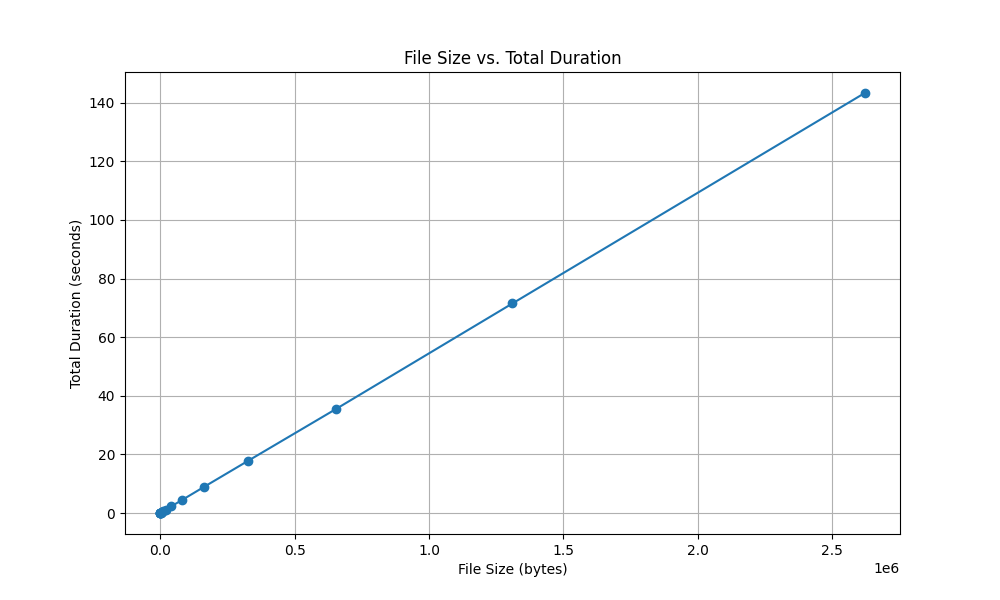 File Size vs. Total Duration
Total Duration (seconds)
140
120
100
80
60
40
20
0
0.0 0.5 1.0 1.5 2.0 2.5
1e6
File Size (bytes)